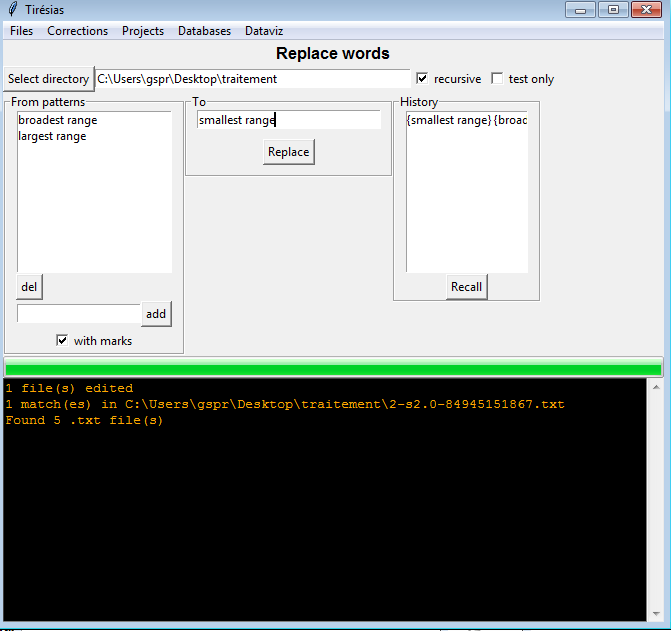 Tirésias
Files Corrections Projects Databases Dataviz
Replace words
Select directory C:\Users\gspr\Desktop\traitement recursive test only
From patterns To History
broadest range smallest range {smallest range} {broad
largest range
Replace
del Recall
add
with marks
1 file(s) edited
1 match(es) in C:\Users\gspr\Desktop\traitement\2-s2.0-84945151867.txt
Found 5 .txt file(s)